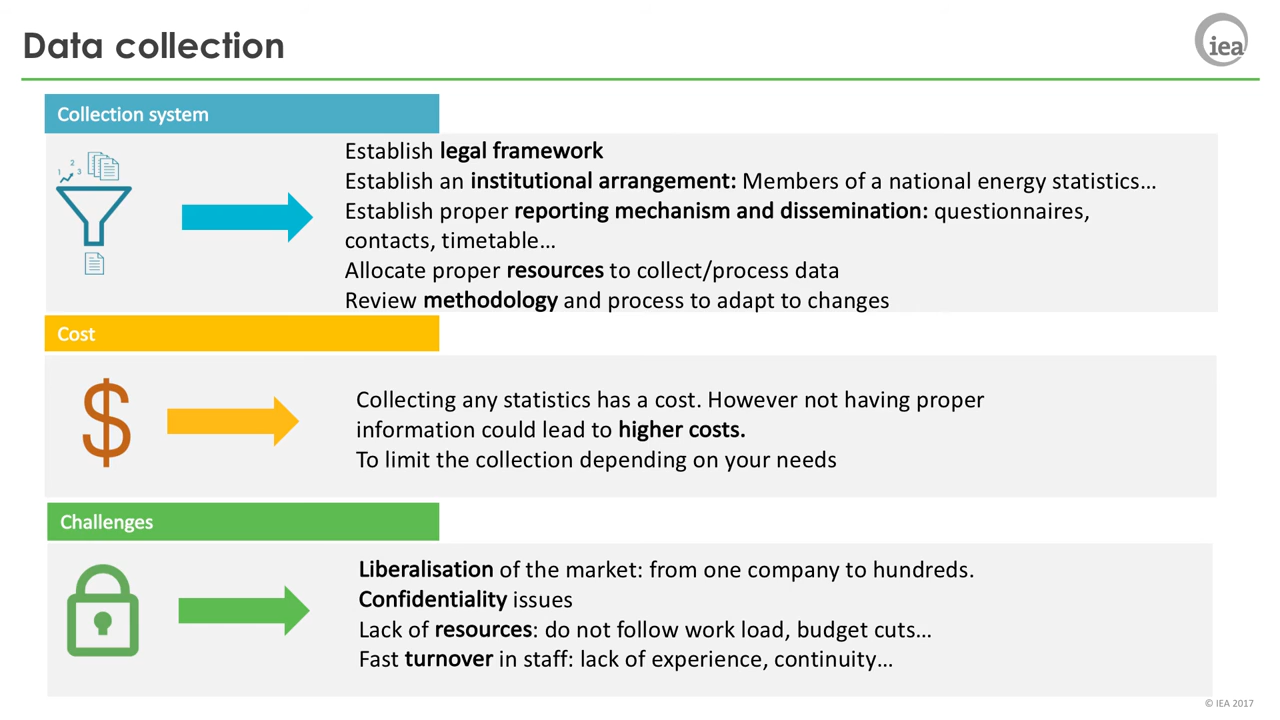 Data collection
iea
Collection system
1 2 3
Establish legal framework
Establish an institutional arrangement: Members of a national energy statistics…
Establish proper reporting mechanism and dissemination: questionnaires,
contacts, timetable…
Allocate proper resources to collect/process data
Review methodology and process to adapt to changes
Cost
$
Collecting any statistics has a cost. However not having proper
information could lead to higher costs.
To limit the collection depending on your needs
Challenges
Liberalisation of the market: from one company to hundreds.
Confidentiality issues
Lack of resources: do not follow work load, budget cuts…
Fast turnover in staff: lack of experience, continuity…
© IEA 2017